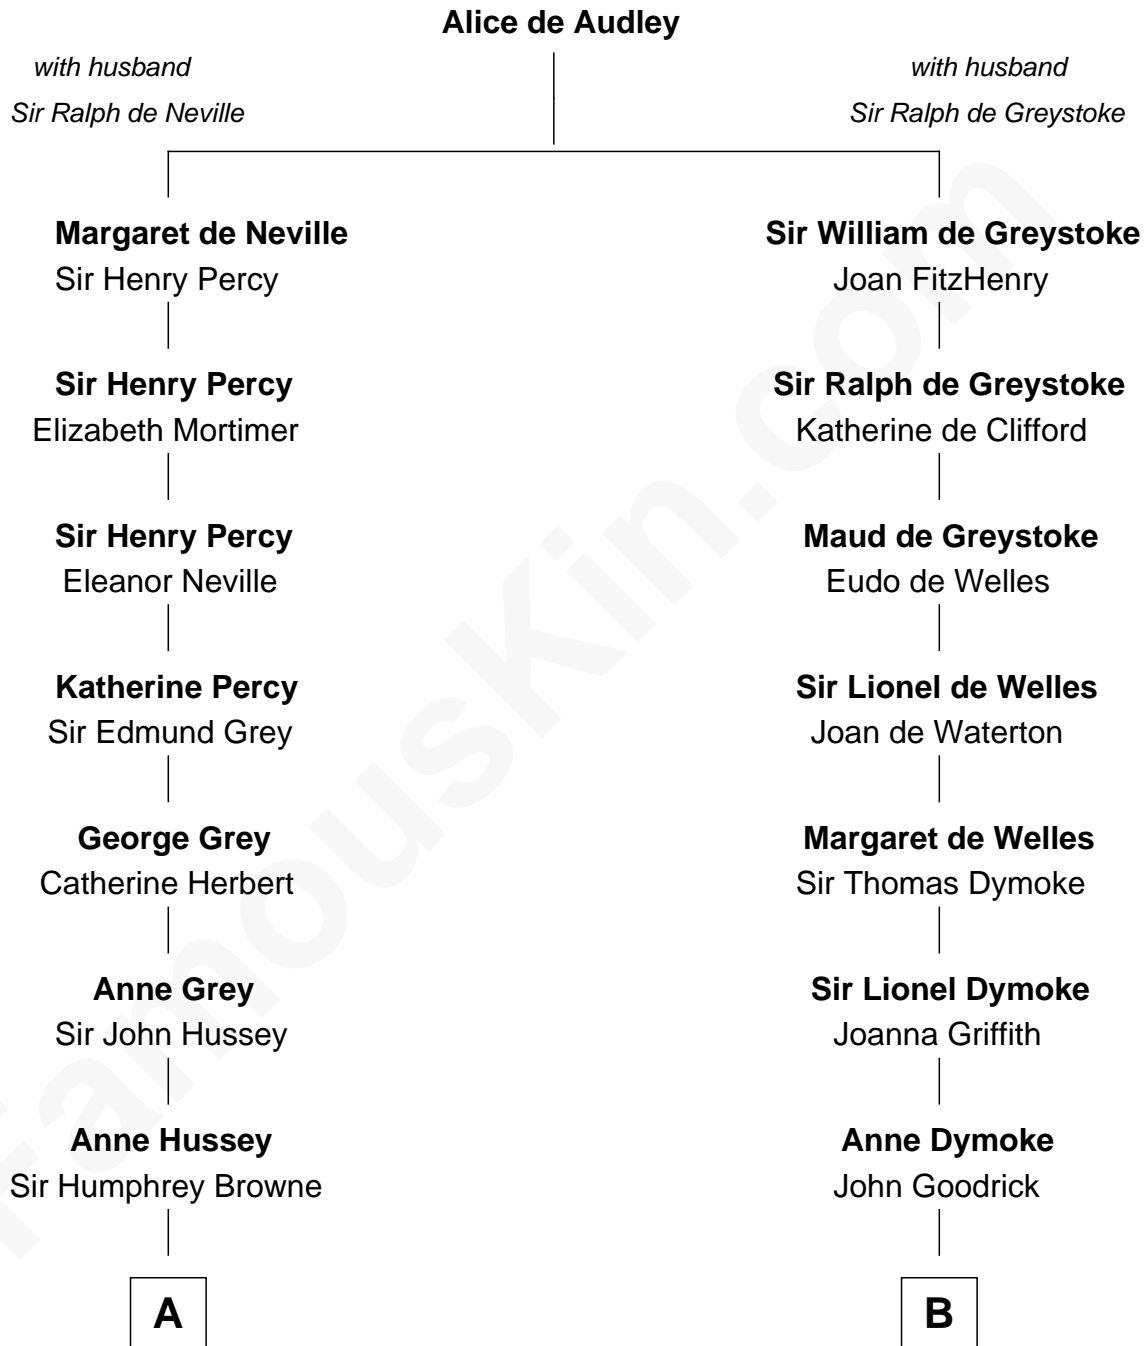 Alice de Audley
with husband
Sir Ralph de Neville
with husband
Sir Ralph de Greystoke
Margaret de Neville
Sir Henry Percy
Sir William de Greystoke
Joan FitzHenry
Sir Henry Percy
Elizabeth Mortimer
Sir Ralph de Greystoke
Katherine de Clifford
Sir Henry Percy
Eleanor Neville
Maud de Greystoke
Eudo de Welles
Katherine Percy
Sir Edmund Grey
Sir Lionel de Welles
Joan de Waterton
George Grey
Catherine Herbert
Margaret de Welles
Sir Thomas Dymoke
Anne Grey
Sir John Hussey
Sir Lionel Dymoke
Joanna Griffith
Anne Hussey
Sir Humphrey Browne
Anne Dymoke
John Goodrick
A
B
FamousKin.com